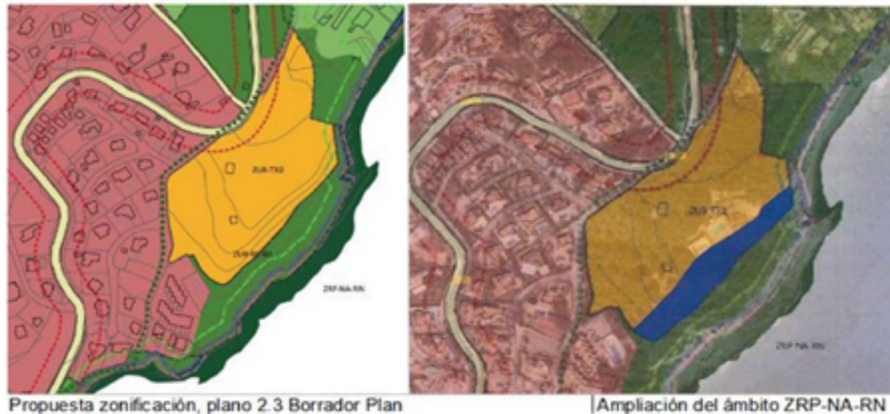 ZRP-NA-RN
ZRP-NA-RN
Propuesta zonificación, plano 2.3 Borrador Plan
Ampliación del ámbito ZRP-NA-RN